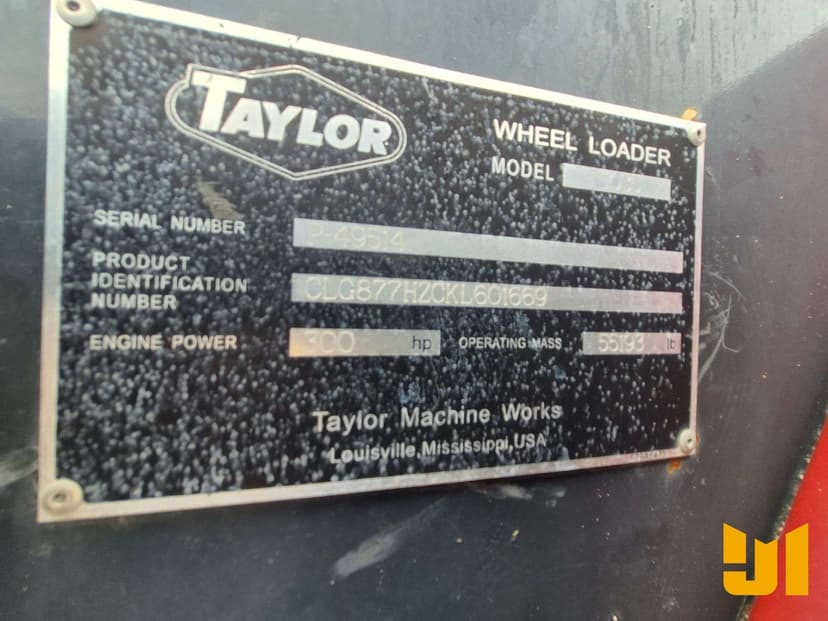 TAYLOR
WHEEL LOADER
MODEL
SERIAL NUMBER P-49514
PRODUCT
IDENTIFICATION
NUMBER CLG877HZCKL601669
ENGINE POWER 300 hp OPERATING MASS 55193 lb
Taylor Machine Works
Louisville, Mississippi, USA